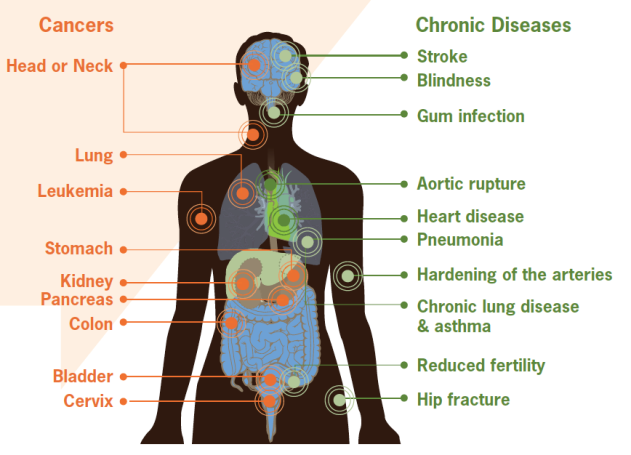 Cancers
Head or Neck
Lung
Leukemia
Stomach
Kidney
Pancreas
Colon
Bladder
Cervix
Chronic Diseases
Stroke
Blindness
Gum infection
Aortic rupture
Heart disease
Pneumonia
Hardening of the arteries
Chronic lung disease
& asthma
Reduced fertility
Hip fracture